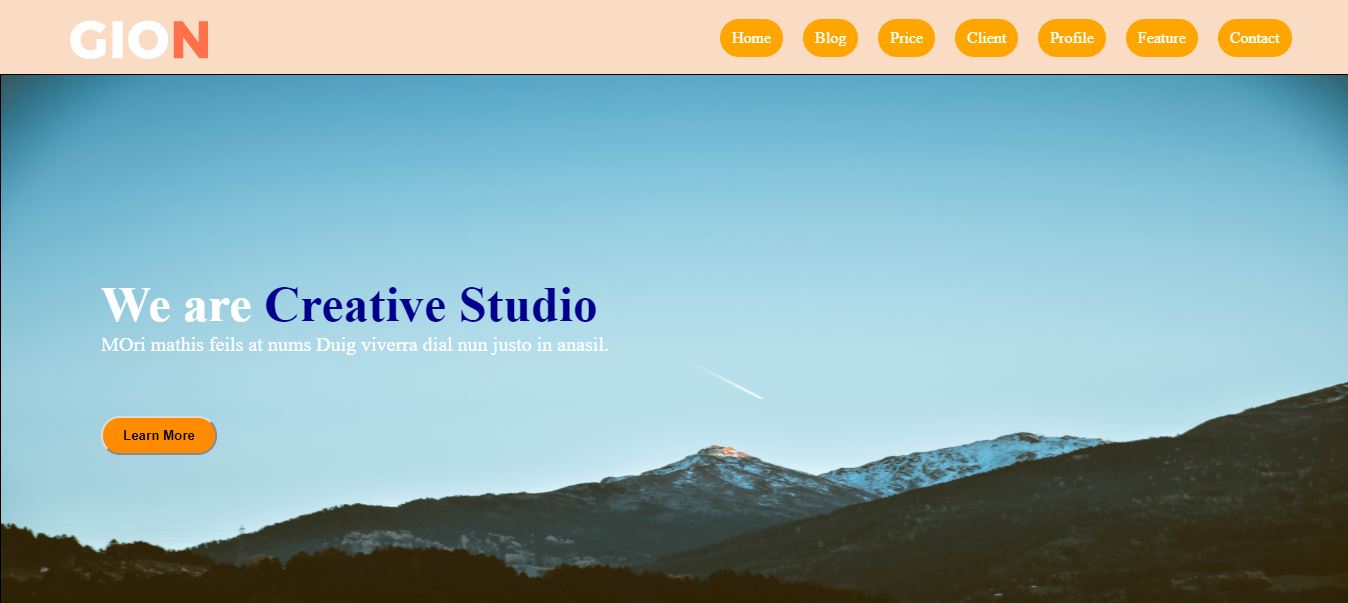 GION
Home Blog Price Client Profile Feature Contact
We are Creative Studio
MOri mathis feils at nums Duig viverra dial nun justo in anasil.
Learn More